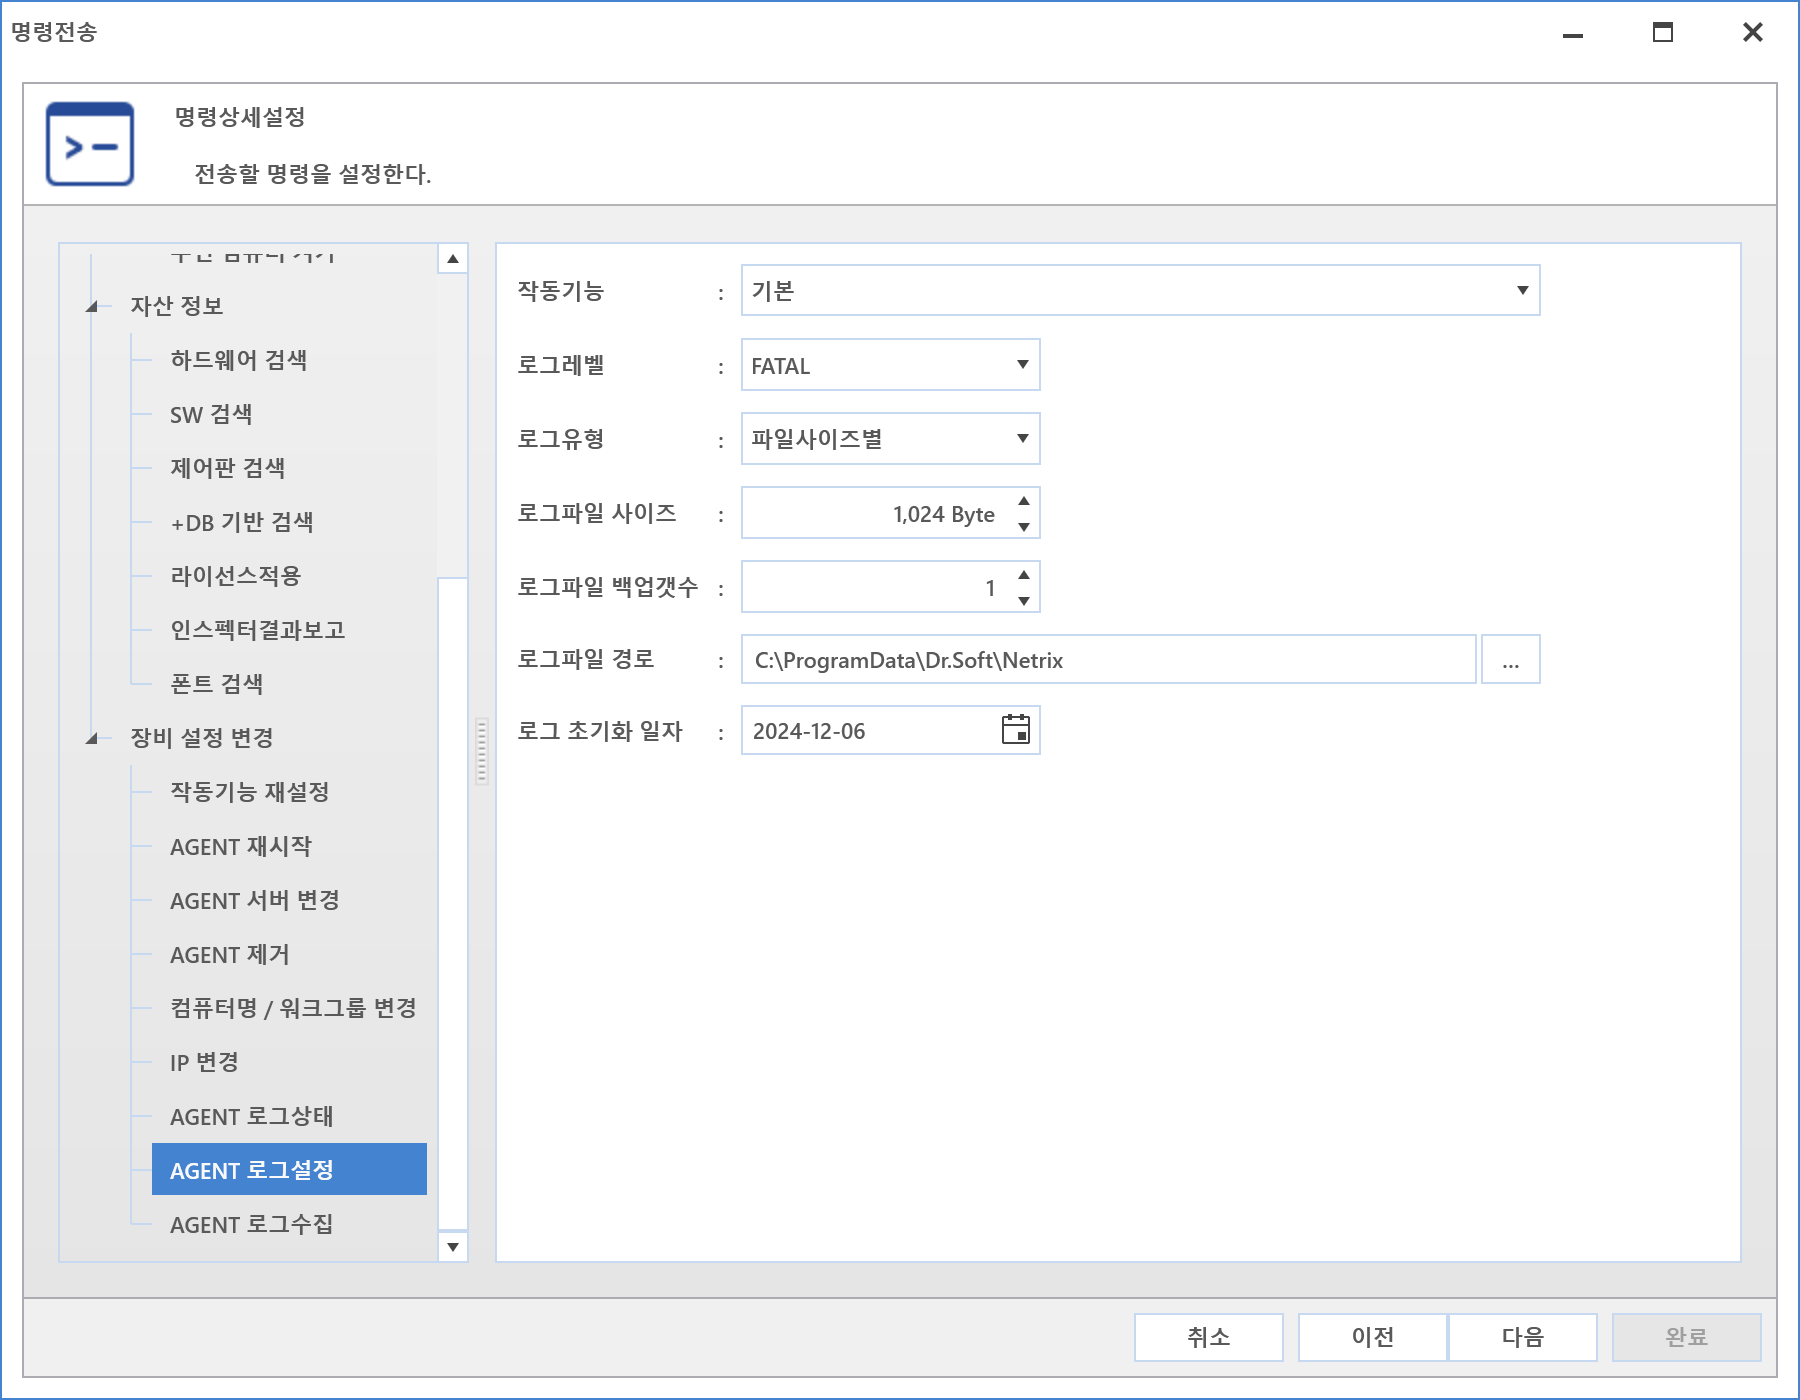 명령전송
명령상세설정
전송할 명령을 설정한다.
자산 정보
하드웨어 검색
SW 검색
제어판 검색
+DB 기반 검색
라이선스적용
인스펙터결과보고
폰트 검색
장비 설정 변경
작동기능 재설정
AGENT 재시작
AGENT 서버 변경
AGENT 제거
컴퓨터명 / 워크그룹 변경
IP 변경
AGENT 로그상태
AGENT 로그설정
AGENT 로그수집
작동기능 : 기본
로그레벨 : FATAL
로그유형 : 파일사이즈별
로그파일 사이즈 : 1,024 Byte
로그파일 백업갯수 : 1
로그파일 경로 : C:\ProgramData\Dr.Soft\Netrix ...
로그 초기화 일자 : 2024-12-06
취소 이전 다음 완료